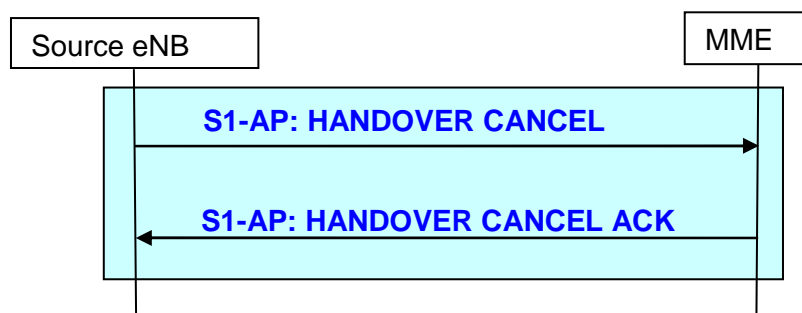 Source eNB
MME
S1-AP: HANDOVER CANCEL
S1-AP: HANDOVER CANCEL ACK